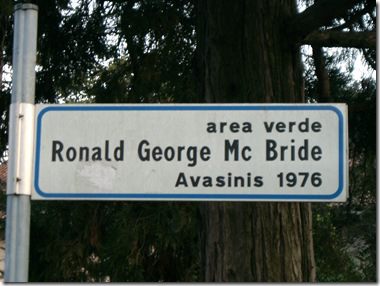 area verde
Ronald George Mc Bride
Avasinis 1976